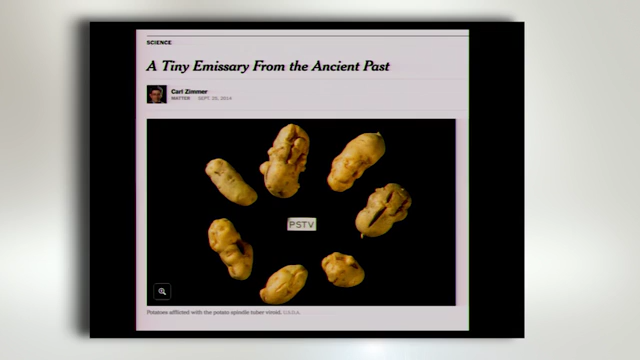 SCIENCE
A Tiny Emissary From the Ancient Past
Carl Zimmer
MATTER SEPT. 25, 2014
PSTV
Potatoes afflicted with the potato spindle tuber viroid. U.S.D.A.